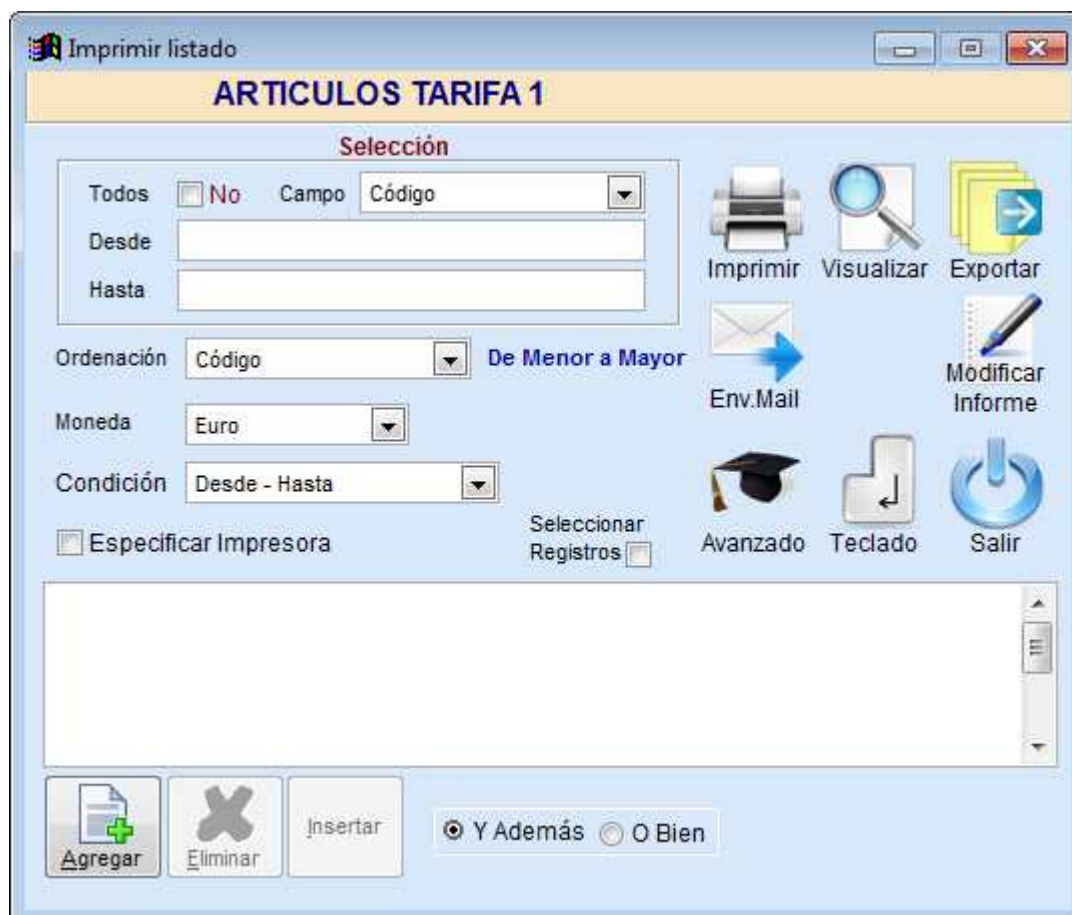 Imprimir listado
ARTICULOS TARIFA 1
Selección
Todos No Campo Código
Desde
Hasta
Ordenación Código De Menor a Mayor
Moneda Euro
Condición Desde - Hasta
Especificar Impresora
Seleccionar
Registros
Imprimir Visualizar Exportar
Env.Mail
Modificar
Informe
Avanzado Teclado Salir
Agregar Eliminar Insertar
Y Además O Bien